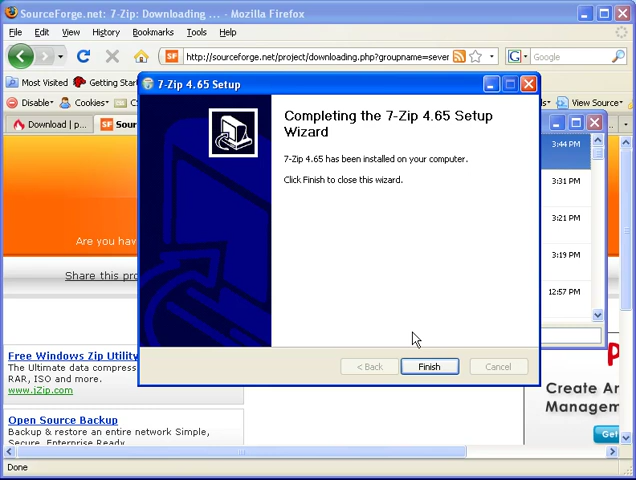 SourceForge.net: 7-Zip: Downloading ... - Mozilla Firefox
File Edit View History Bookmarks Tools Help
SF http://sourceforge.net/project/downloading.php?groupname=sever G Google
Most Visited Getting Start
Disable Cookies View Source
Download | p... SF Sour
7-Zip 4.65 Setup
Completing the 7-Zip 4.65 Setup
Wizard
7-Zip 4.65 has been installed on your computer.
Click Finish to close this wizard.
3:44 PM
3:31 PM
3:21 PM
3:19 PM
12:57 PM
Are you hav
Share this pro
Free Windows Zip Utility
The Ultimate data compress
RAR, ISO and more.
www.iZip.com
< Back Finish Cancel
Open Source Backup
Backup & restore an entire network Simple,
Secure, Enterprise Ready
Create An
Managem
Get
Done